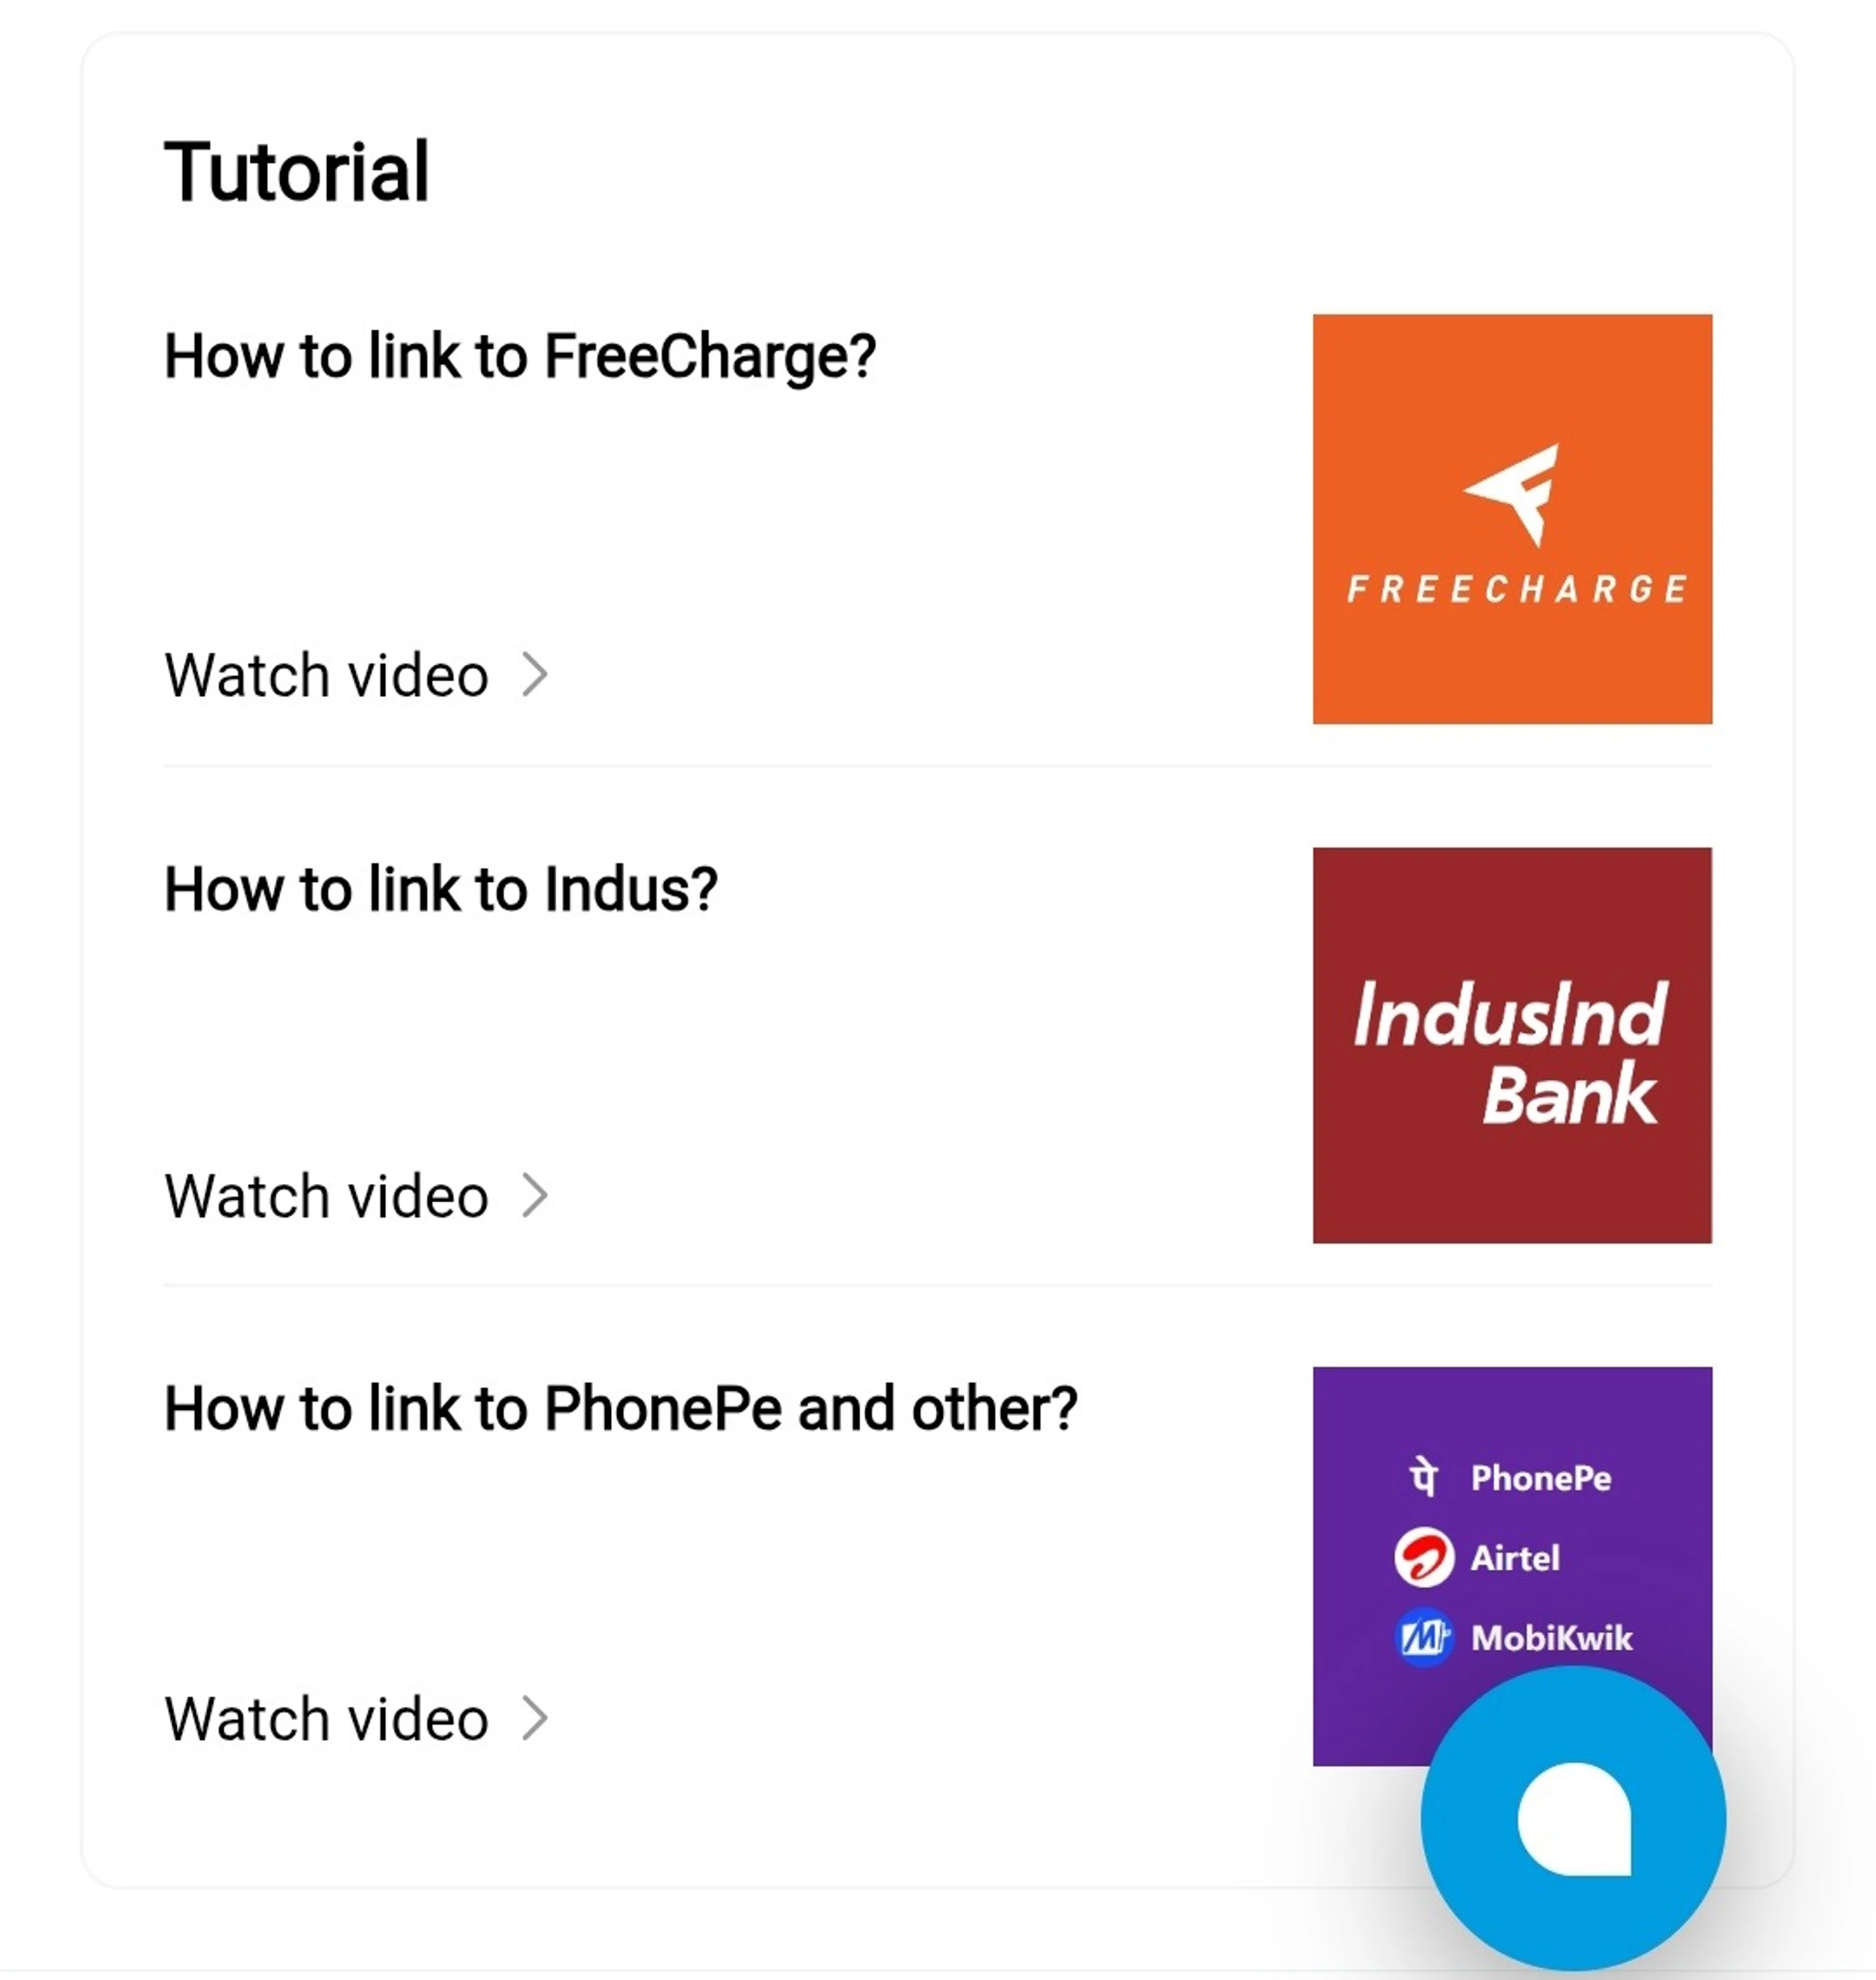 Tutorial
How to link to FreeCharge?
FREECHARGE
Watch video
How to link to Indus?
IndusInd
Bank
Watch video
How to link to PhonePe and other?
पे PhonePe
Airtel
MobiKwik
Watch video